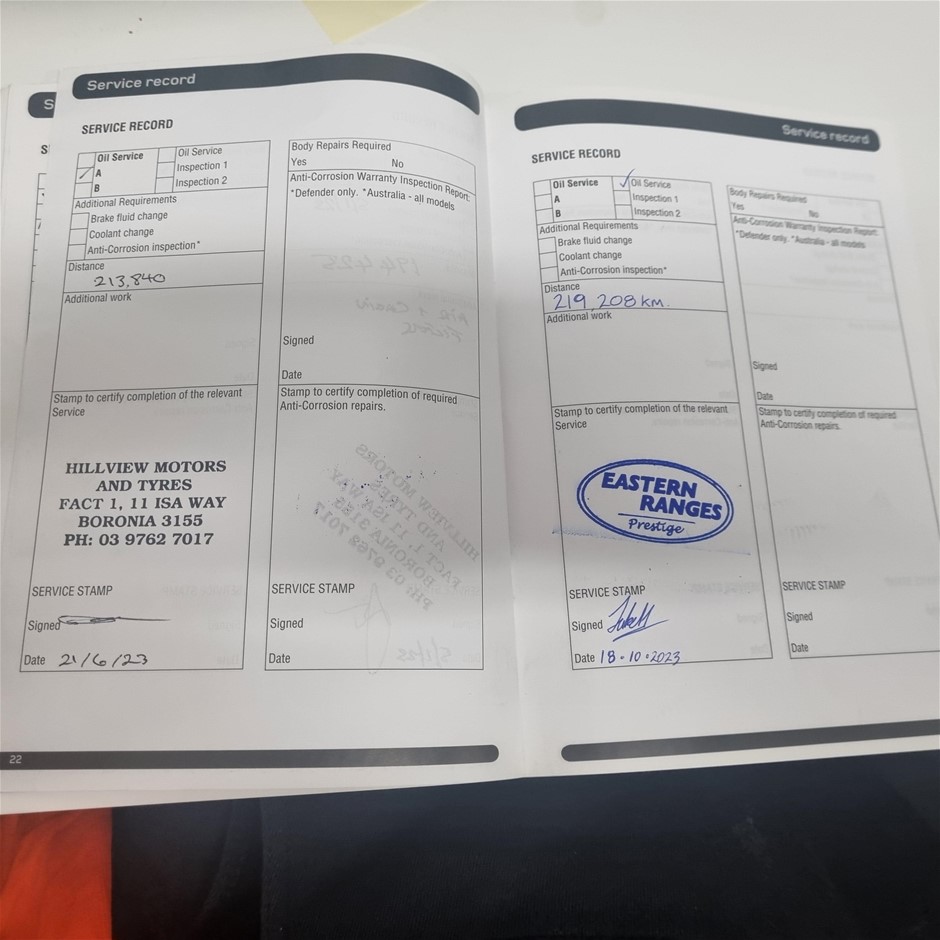 S
S
Service record
SERVICE RECORD
Oil Service
A
B
Oil Service
Inspection 1
Inspection 2
Additional Requirements
Brake fluid change
Coolant change
Anti-Corrosion inspection*
Distance
213,840
Additional work
Stamp to certify completion of the relevant
Service
HILLVIEW MOTORS
AND TYRES
FACT 1, 11 ISA WAY
BORONIA 3155
PH: 03 9762 7017
SERVICE STAMP
Signed
Date 21/6/23
Body Repairs Required
Yes No
Anti-Corrosion Warranty Inspection Report:
*Defender only. *Australia - all models
Signed
Date
Stamp to certify completion of required
Anti-Corrosion repairs.
SERVICE STAMP
Signed
Date
22
Service record
SERVICE RECORD
Oil Service
A
B
Oil Service
Inspection 1
Inspection 2
Additional Requirements
Brake fluid change
Coolant change
Anti-Corrosion inspection*
Distance
219,208 KM.
Additional work
Stamp to certify completion of the relevant
Service
EASTERN
RANGES
Prestige
SERVICE STAMP
Signed
Date 18-10-2023
Body Repairs Required
Yes No
Anti-Corrosion Warranty Inspection Report:
*Defender only. *Australia - all models
Signed
Date
Stamp to certify completion of required
Anti-Corrosion repairs.
SERVICE STAMP
Signed
Date